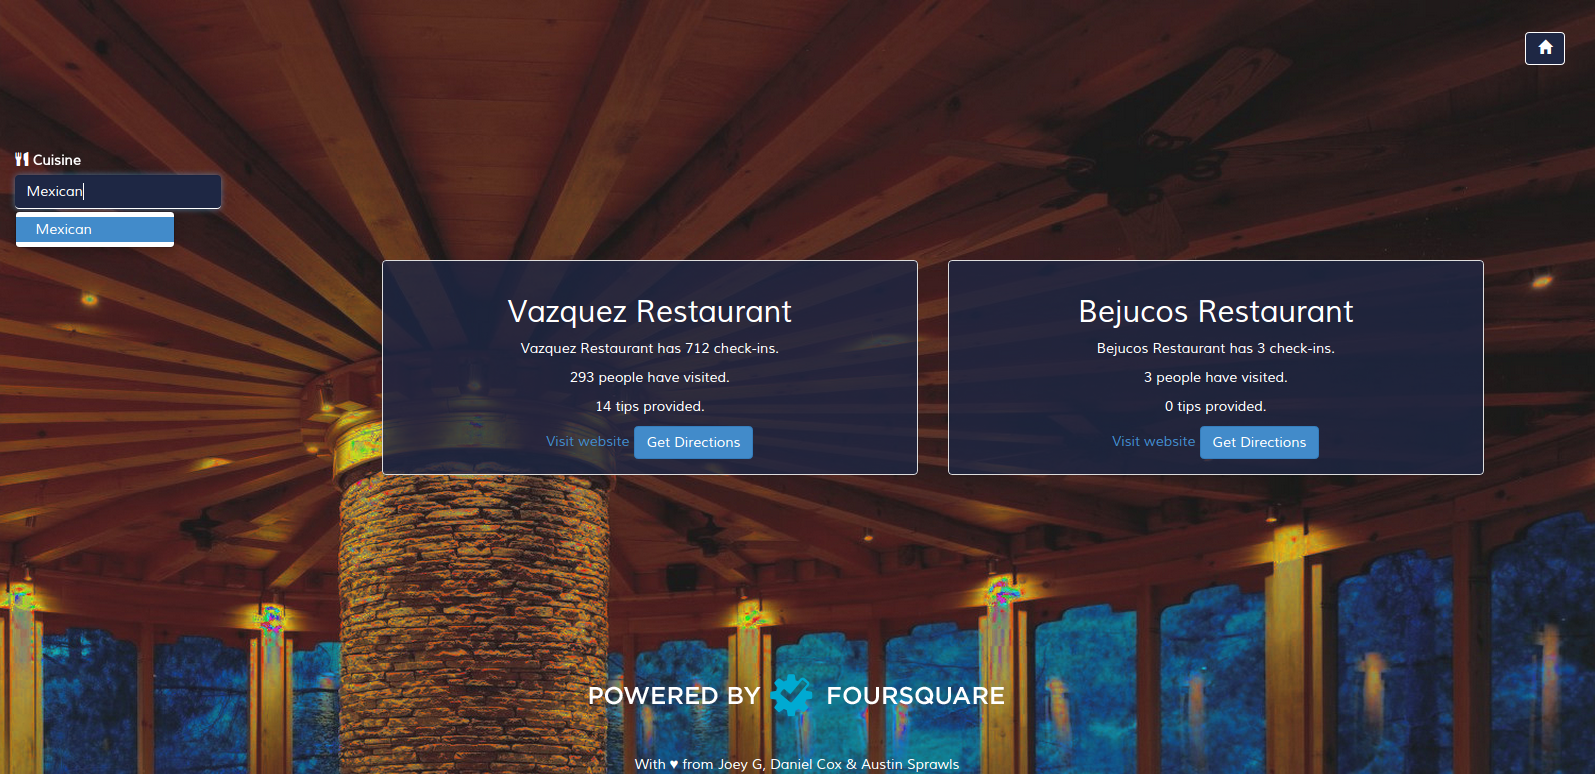 Cuisine
Mexican
Mexican
Vazquez Restaurant
Vazquez Restaurant has 712 check-ins.
293 people have visited.
14 tips provided.
Visit website Get Directions
Bejucos Restaurant
Bejucos Restaurant has 3 check-ins.
3 people have visited.
0 tips provided.
Visit website Get Directions
POWERED BY FOURSQUARE
With ♥ from Joey G, Daniel Cox & Austin Sprawls